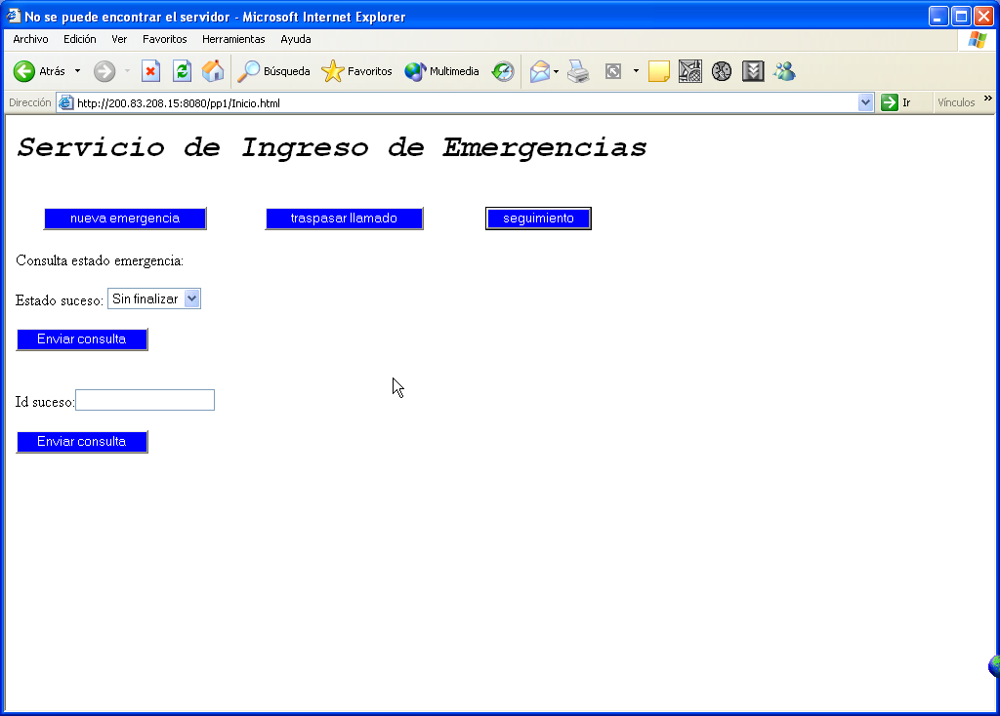 No se puede encontrar el servidor - Microsoft Internet Explorer
Archivo Edición Ver Favoritos Herramientas Ayuda
Atrás Búsqueda Favoritos Multimedia
Dirección http://200.83.208.15:8080/pp1/Inicio.html Ir Vínculos »
Servicio de Ingreso de Emergencias
nueva emergencia traspasar llamado seguimiento
Consulta estado emergencia:
Estado suceso: Sin finalizar
Enviar consulta
Id suceso:
Enviar consulta